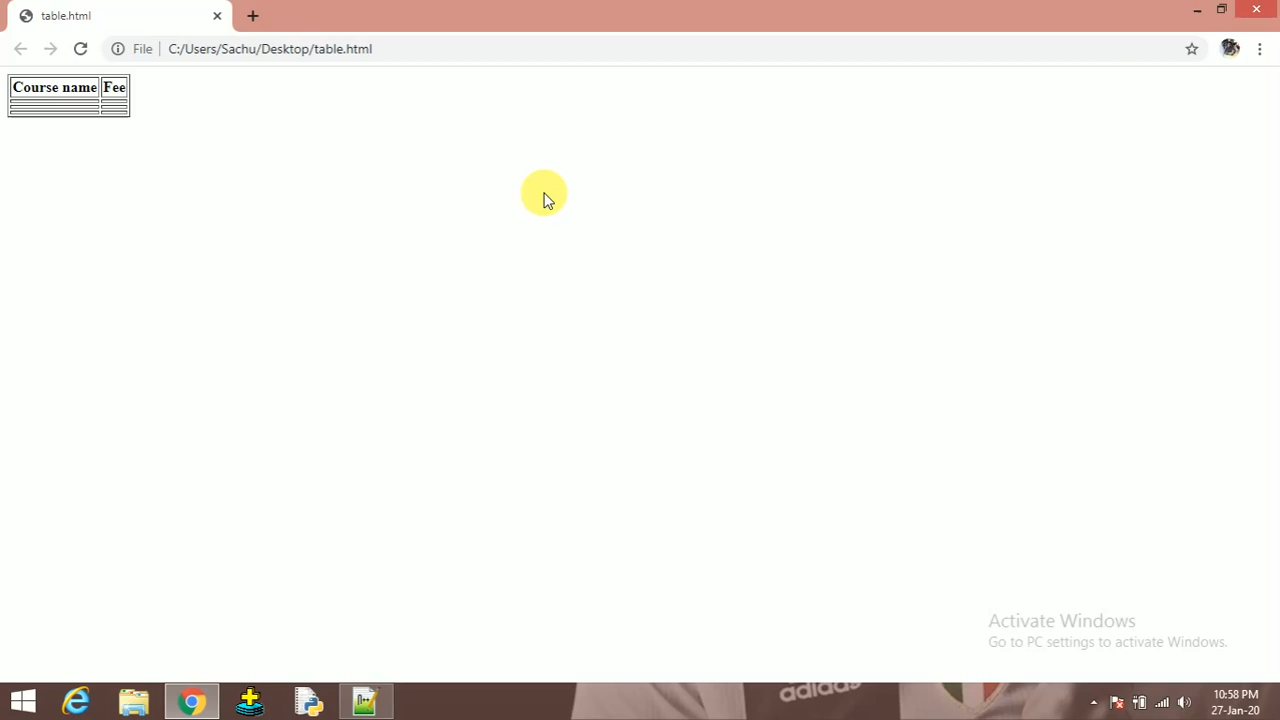 table.html
File C:/Users/Sachu/Desktop/table.html
Course name Fee
Activate Windows
Go to PC settings to activate Windows.
adidas
10:58 PM
27-Jan-20